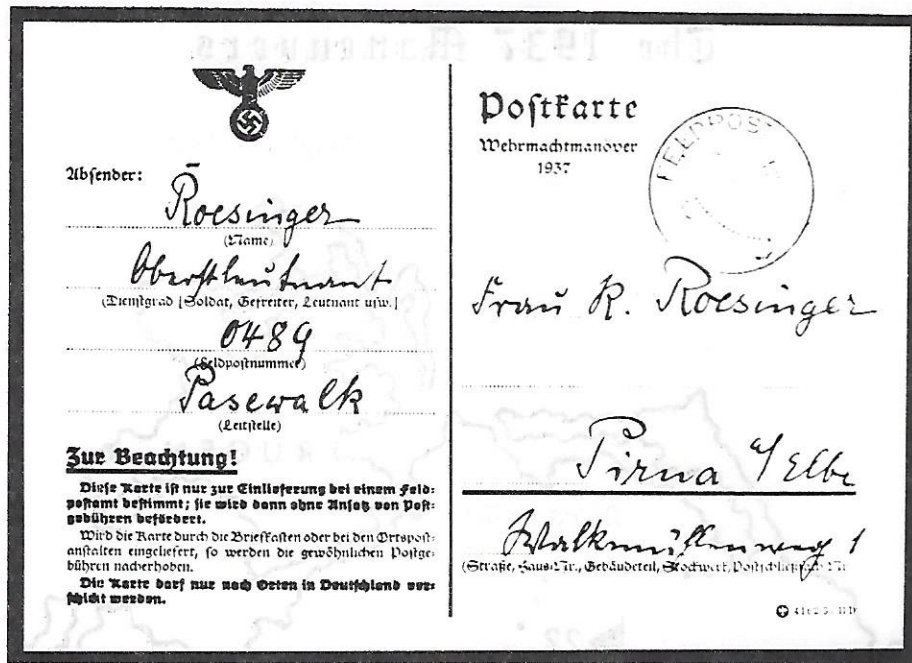 Absender:
Roesinger
(Name)
Oberstleutnant
(Dienstgrad [Soldat, Gefreiter, Leutnant usw.]
0489
(Feldpostnummer)
Pasewalk
(Leitstelle)
Zur Beachtung!
Diese Karte ist nur zur Einlieferung bei einem Feld=
postamt bestimmt; sie wird dann ohne Ansatz von Post=
gebühren befördert.
Wird die Karte durch die Briefkasten oder bei den Ortspost=
anstalten eingeliefert, so werden die gewöhnlichen Postge=
bühren nacherhoben.
Die Karte darf nur nach Orten in Deutschland ver=
schickt werden.
Postkarte
Wehrmachtmanöver
1937
FELDPOST
Frau R. Roesinger
Pirna a/Elbe
Walkmühlenweg 1
(Straße, Haus=Nr., Gebäudeteil, Stockwerk, Postschließfach=Nr.